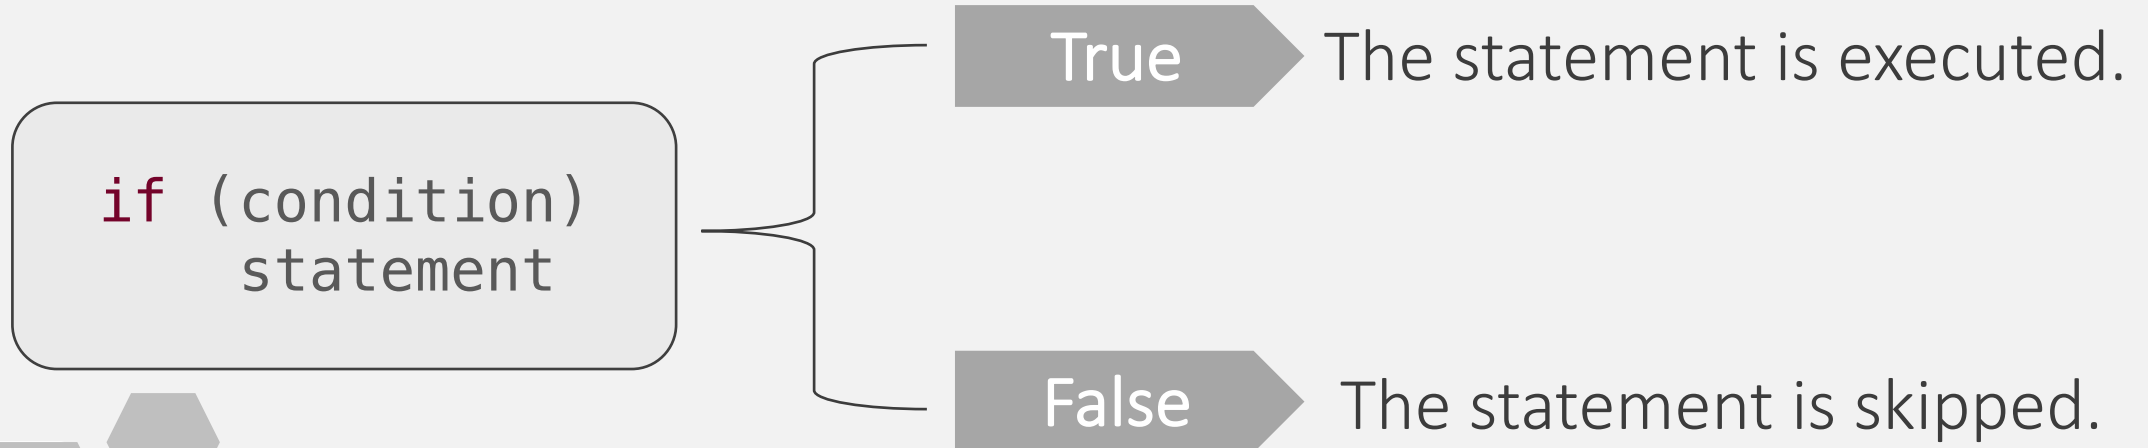 if (condition)
statement
True
The statement is executed.
False
The statement is skipped.